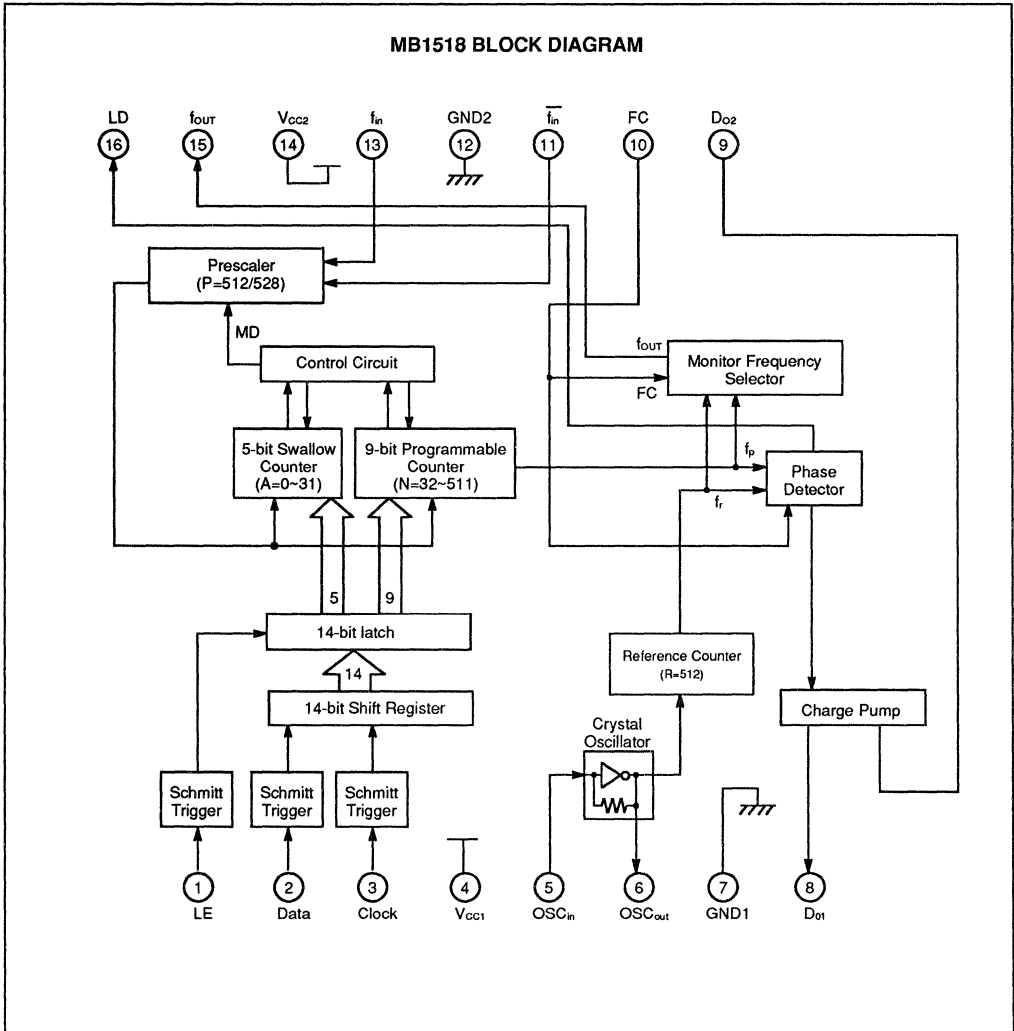 MB1518 BLOCK DIAGRAM
LD fOUT VCC2 fin GND2 f̅i̅n̅ FC DO2
16 15 14 13 12 11 10 9
Prescaler
(P=512/528)
MD
Control Circuit
fOUT
Monitor Frequency
Selector
FC
5-bit Swallow
Counter
(A=0~31)
9-bit Programmable
Counter
(N=32~511)
fp
Phase
Detector
fr
5 9
14-bit latch
14
14-bit Shift Register
Reference Counter
(R=512)
Charge Pump
Crystal
Oscillator
Schmitt
Trigger
Schmitt
Trigger
Schmitt
Trigger
1 2 3 4 5 6 7 8
LE Data Clock VCC1 OSCin OSCout GND1 D01